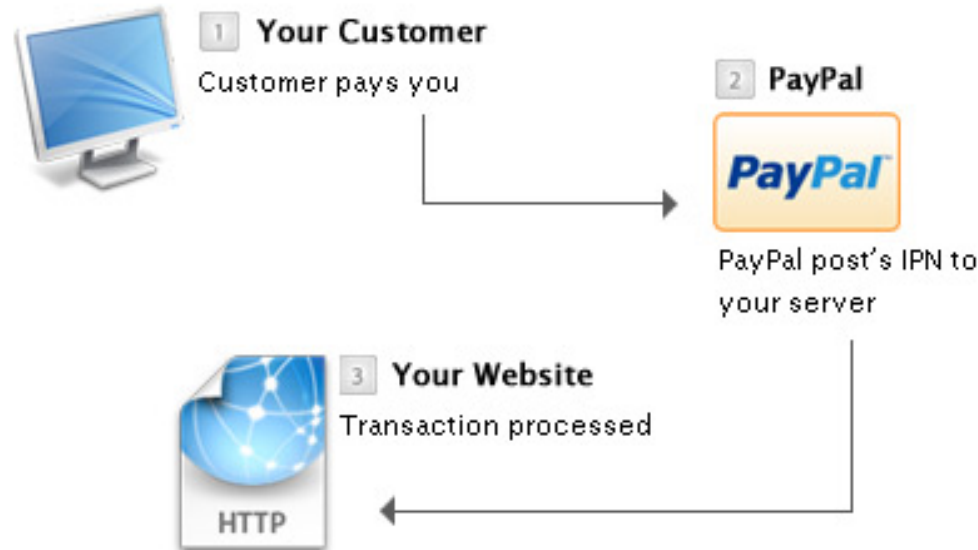 1 Your Customer
Customer pays you
2 PayPal
PayPal™
PayPal post's IPN to
your server
3 Your Website
Transaction processed
HTTP